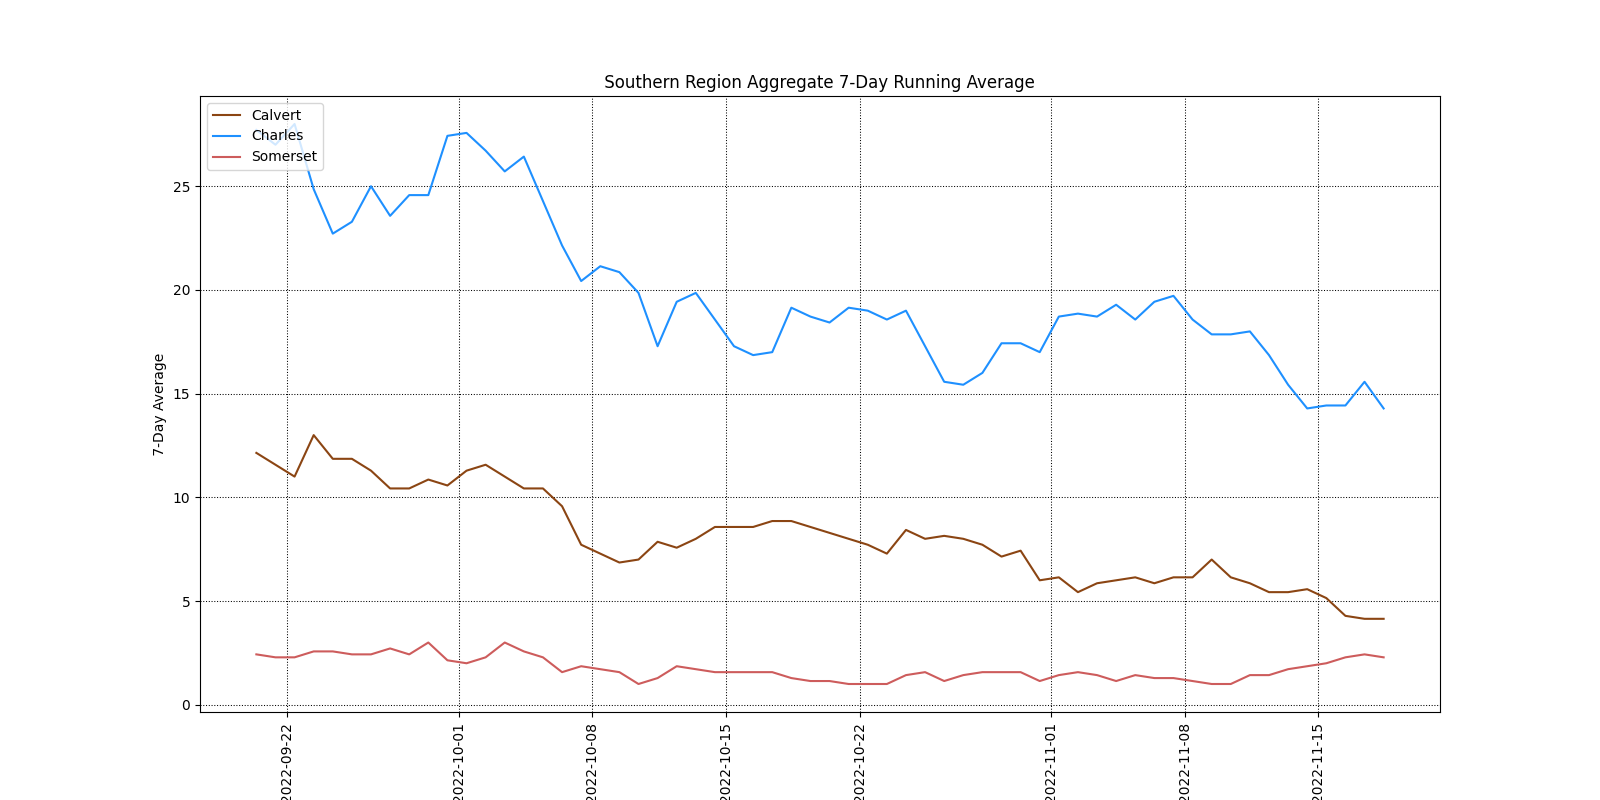 Southern Region Aggregate 7-Day Running Average
Calvert
Charles
Somerset
7-Day Average
25
20
15
10
5
0
2022-09-22
2022-10-01
2022-10-08
2022-10-15
2022-10-22
2022-11-01
2022-11-08
2022-11-15